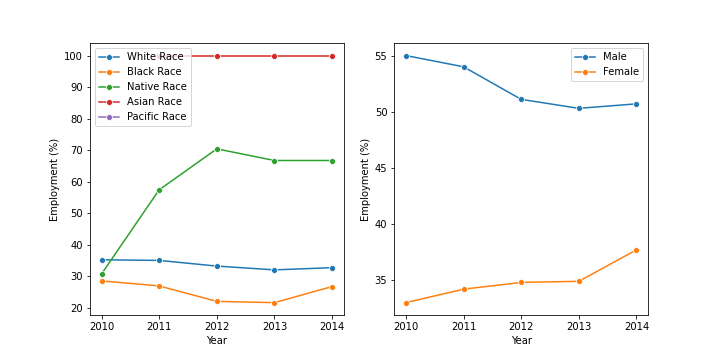 100
90
80
70
60
50
40
30
20
Employment (%)
White Race
Black Race
Native Race
Asian Race
Pacific Race
2010 2011 2012 2013 2014
Year
55
50
45
40
35
Employment (%)
Male
Female
2010 2011 2012 2013 2014
Year